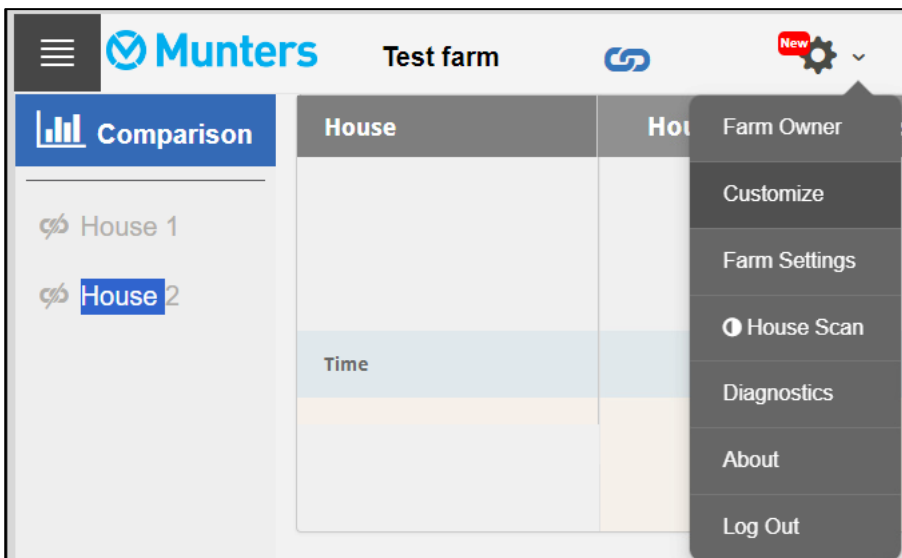 Munters
Test farm
New
Comparison
House 1
House 2
House
Hou
Time
Farm Owner
Customize
Farm Settings
House Scan
Diagnostics
About
Log Out